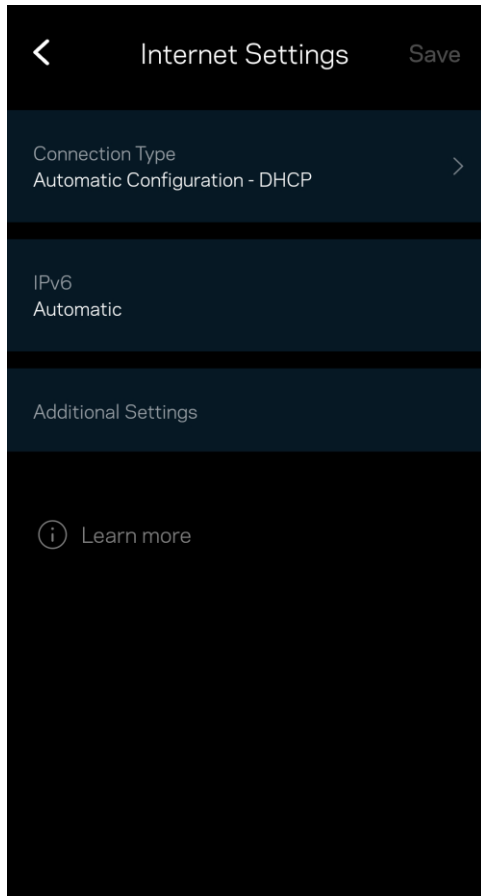 Internet Settings
Save
Connection Type
Automatic Configuration - DHCP
IPv6
Automatic
Additional Settings
Learn more